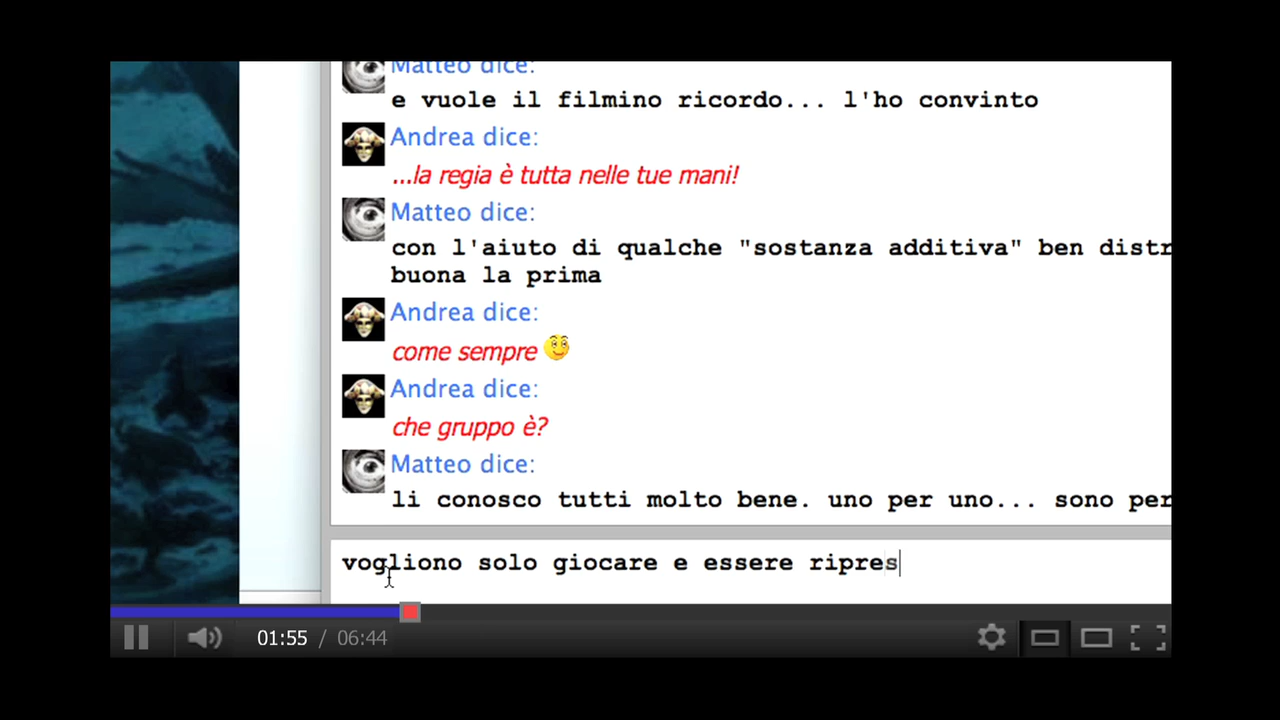 Matteo dice:
e vuole il filmino ricordo... l'ho convinto
Andrea dice:
...la regia è tutta nelle tue mani!
Matteo dice:
con l'aiuto di qualche "sostanza additiva" ben distr
buona la prima
Andrea dice:
come sempre
Andrea dice:
che gruppo è?
Matteo dice:
li conosco tutti molto bene. uno per uno... sono per
vogliono solo giocare e essere ripres
01:55 / 06:44